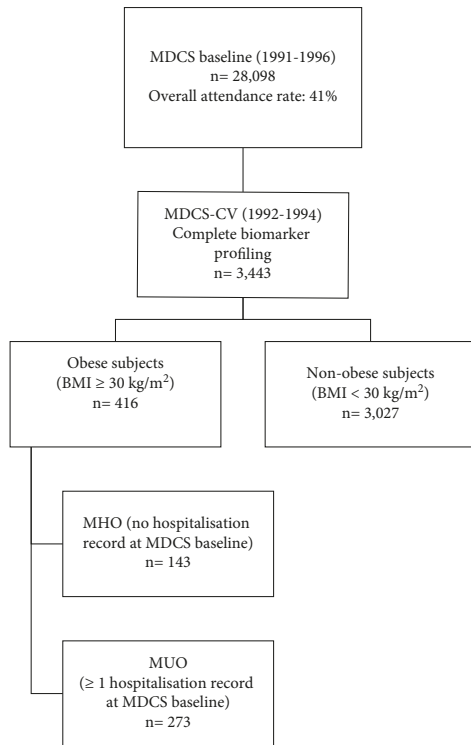 MDCS baseline (1991-1996)
n= 28,098
Overall attendance rate: 41%
MDCS-CV (1992-1994)
Complete biomarker
profiling
n= 3,443
Obese subjects
(BMI ≥ 30 kg/m²)
n= 416
Non-obese subjects
(BMI < 30 kg/m²)
n= 3,027
MHO (no hospitalisation
record at MDCS baseline)
n= 143
MUO
(≥ 1 hospitalisation record
at MDCS baseline)
n= 273